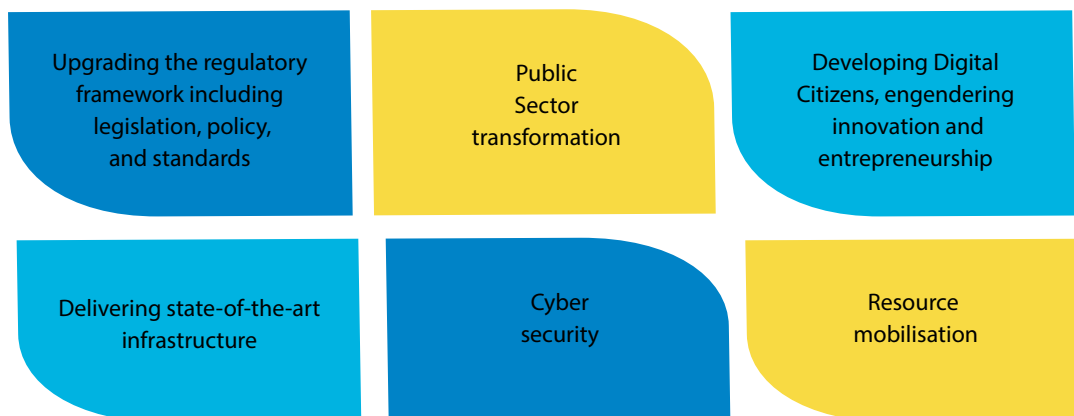 Upgrading the regulatory
framework including
legislation, policy,
and standards
Public
Sector
transformation
Developing Digital
Citizens, engendering
innovation and
entrepreneurship
Delivering state-of-the-art
infrastructure
Cyber
security
Resource
mobilisation